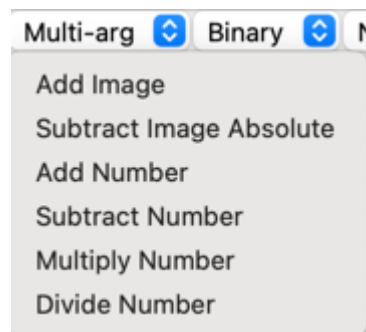 Multi-arg Binary
Add Image
Subtract Image Absolute
Add Number
Subtract Number
Multiply Number
Divide Number